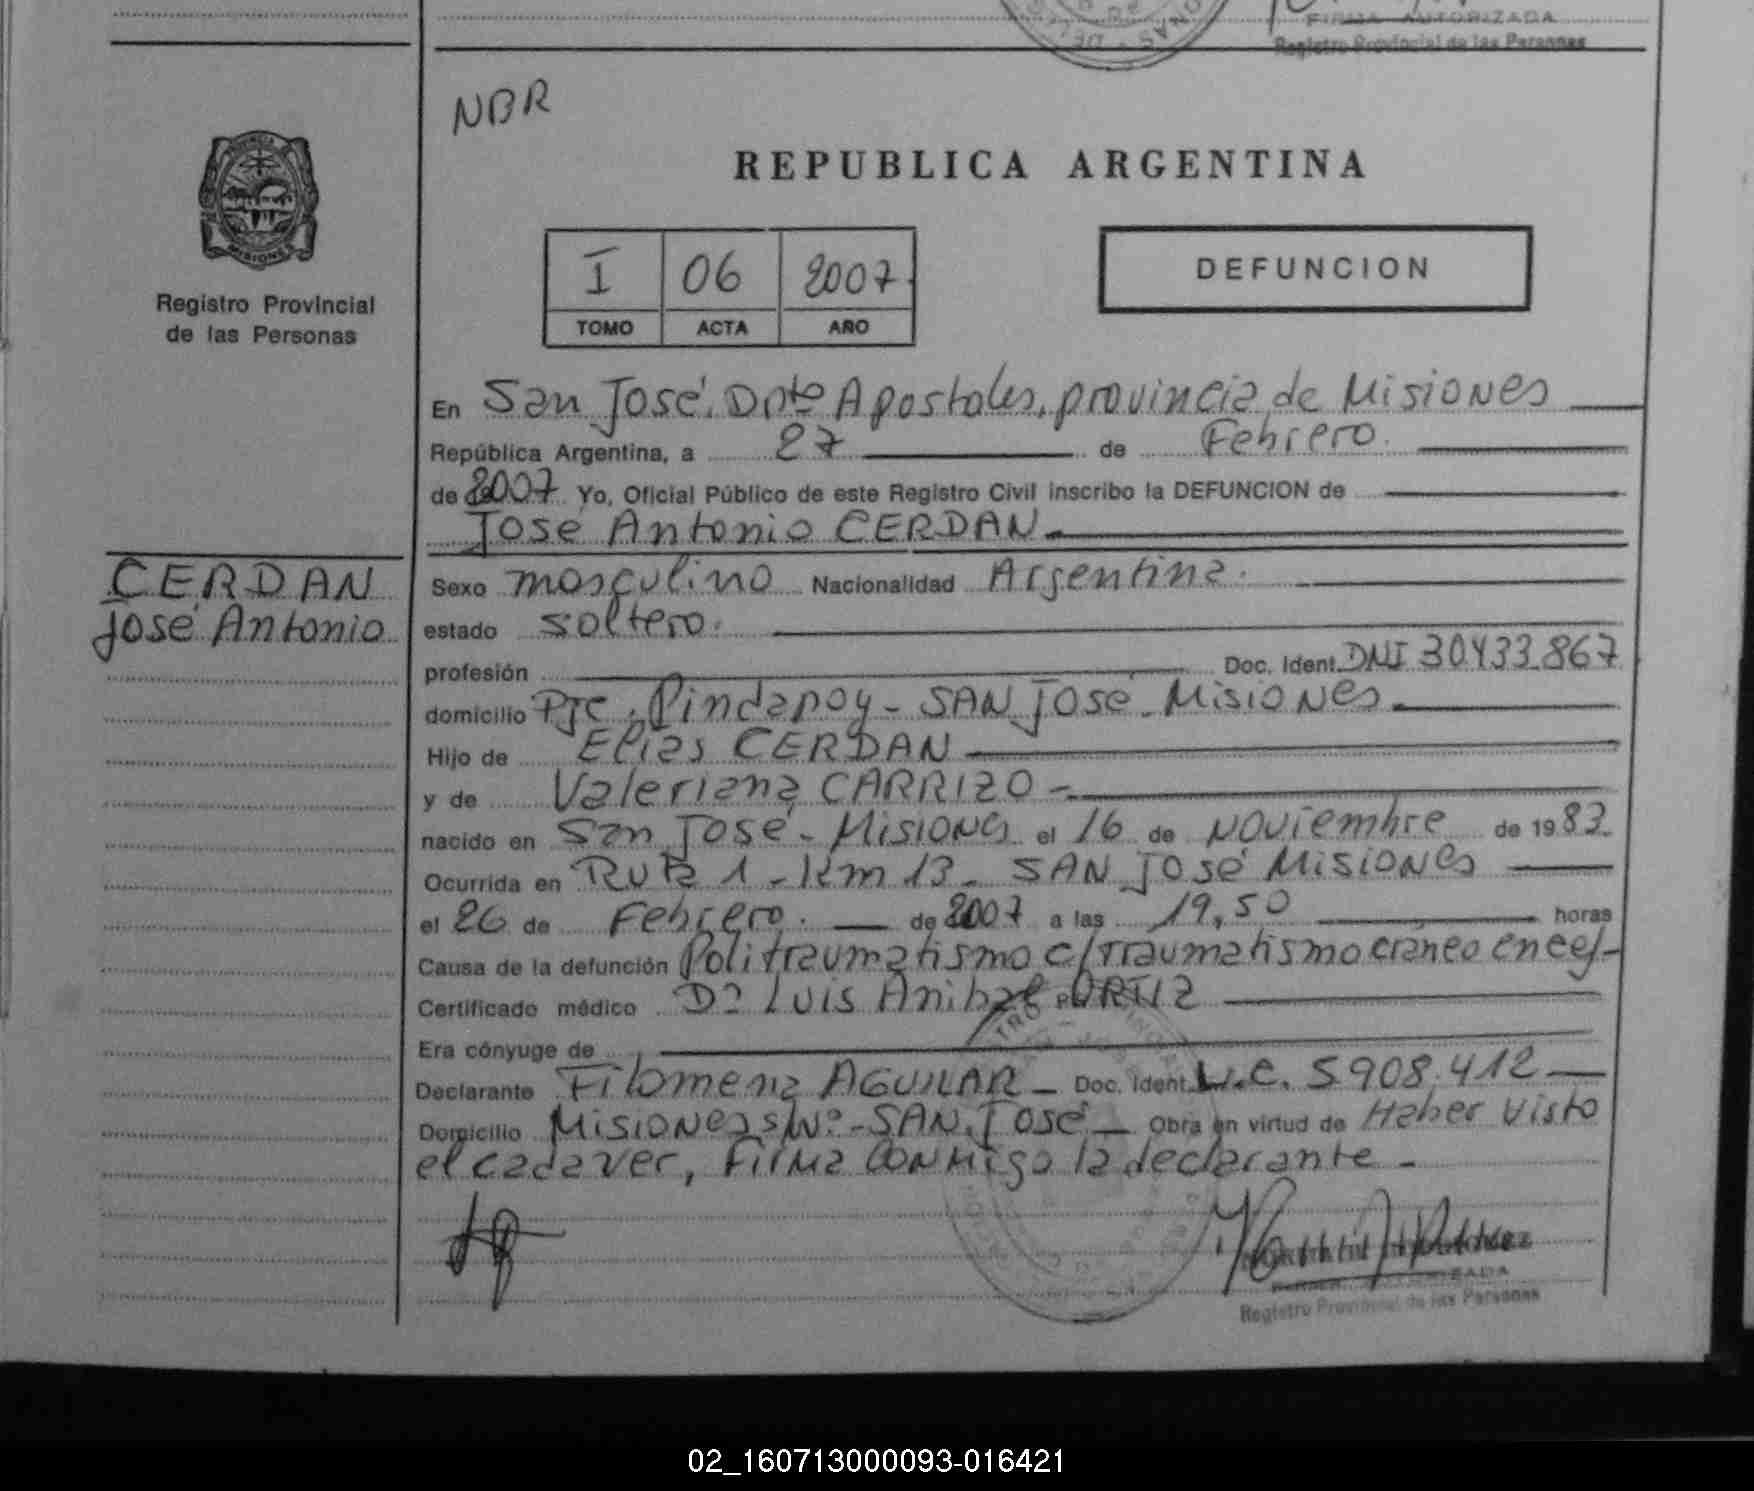 FIRMA AUTORIZADA
Registro Provincial de las Personas
NBR
REPUBLICA ARGENTINA
MISIONES
Registro Provincial
de las Personas
I 06 2007
TOMO ACTA AÑO
DEFUNCION
En San José, Dpto Apostoles, provincia de Misiones
República Argentina, a 27 de Febrero.
de 2007 Yo, Oficial Público de este Registro Civil inscribo la DEFUNCION de
Jose Antonio CERDAN
CERDAN
José Antonio
Sexo masculino Nacionalidad Argentina.
estado soltero.
profesión Doc. Ident. DNI 30433.867
domicilio Pje. Pindapoy - SAN José - Misiones
Hijo de Elias CERDAN
y de Valeriana CARRIZO -
nacido en San José - Misiones el 16 de Noviembre de 1983.
Ocurrida en Ruta 1 - Km 13 - SAN José Misiones
el 26 de Febrero. de 2007 a las 19,50 horas
Causa de la defunción Politraumatismo c/Traumatismo craneo encef-
Certificado médico Dr Luis Anibal ORTIZ
Era cónyuge de
Declarante Filomena AGUILAR - Doc. Ident. L.C. 5908.412
Domicilio Misiones s/Nº - SAN José - Obra en virtud de Haber visto
el cadaver, Firma CONMigo la declarante -
Registro Provincial de las Personas
02_160713000093-016421